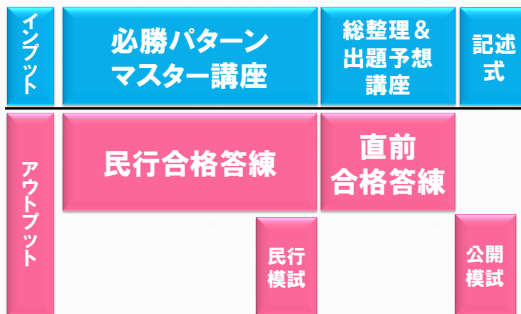 インプット
必勝パターン
マスター講座
総整理＆
出題予想
講座
記述
式
アウトプット
民行合格答練
直前
合格答練
民行
模試
公開
模試